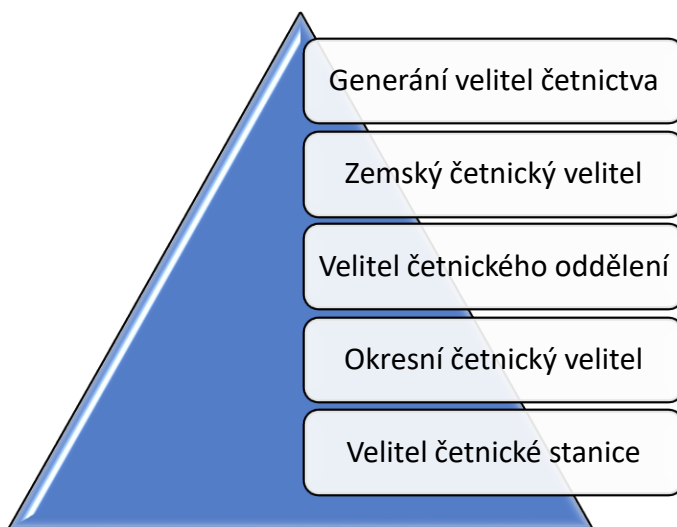 Generání velitel četnictva
Zemský četnický velitel
Velitel četnického oddělení
Okresní četnický velitel
Velitel četnické stanice